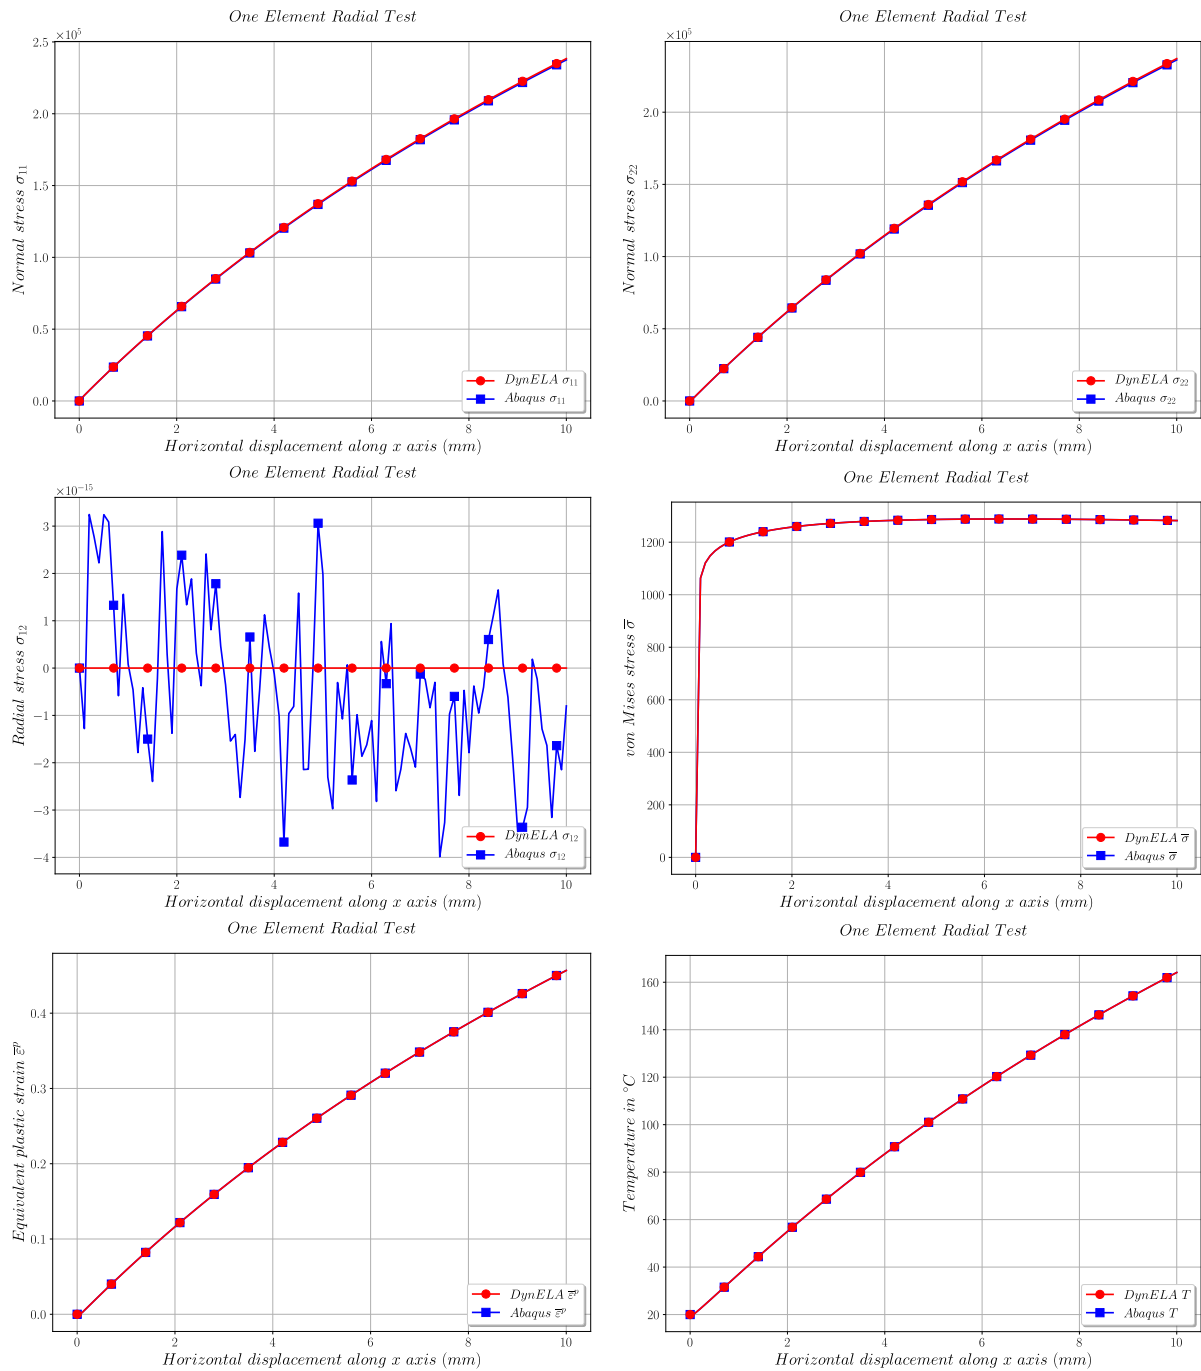 One Element Radial Test
×10⁵
2.5
2.0
1.5
1.0
0.5
0.0
Normal stress σ₁₁
DynELA σ₁₁
Abaqus σ₁₁
0 2 4 6 8 10
Horizontal displacement along x axis (mm)
One Element Radial Test
×10⁵
2.0
1.5
1.0
0.5
0.0
Normal stress σ₂₂
DynELA σ₂₂
Abaqus σ₂₂
0 2 4 6 8 10
Horizontal displacement along x axis (mm)
One Element Radial Test
×10⁻¹⁵
3
2
1
0
−1
−2
−3
−4
Radial stress σ₁₂
DynELA σ₁₂
Abaqus σ₁₂
0 2 4 6 8 10
Horizontal displacement along x axis (mm)
One Element Radial Test
1200
1000
800
600
400
200
0
von Mises stress σ̅
DynELA σ̅
Abaqus σ̅
0 2 4 6 8 10
Horizontal displacement along x axis (mm)
One Element Radial Test
0.4
0.3
0.2
0.1
0.0
Equivalent plastic strain ε̅ᵖ
DynELA ε̅ᵖ
Abaqus ε̅ᵖ
0 2 4 6 8 10
Horizontal displacement along x axis (mm)
One Element Radial Test
160
140
120
100
80
60
40
20
Temperature in °C
DynELA T
Abaqus T
0 2 4 6 8 10
Horizontal displacement along x axis (mm)